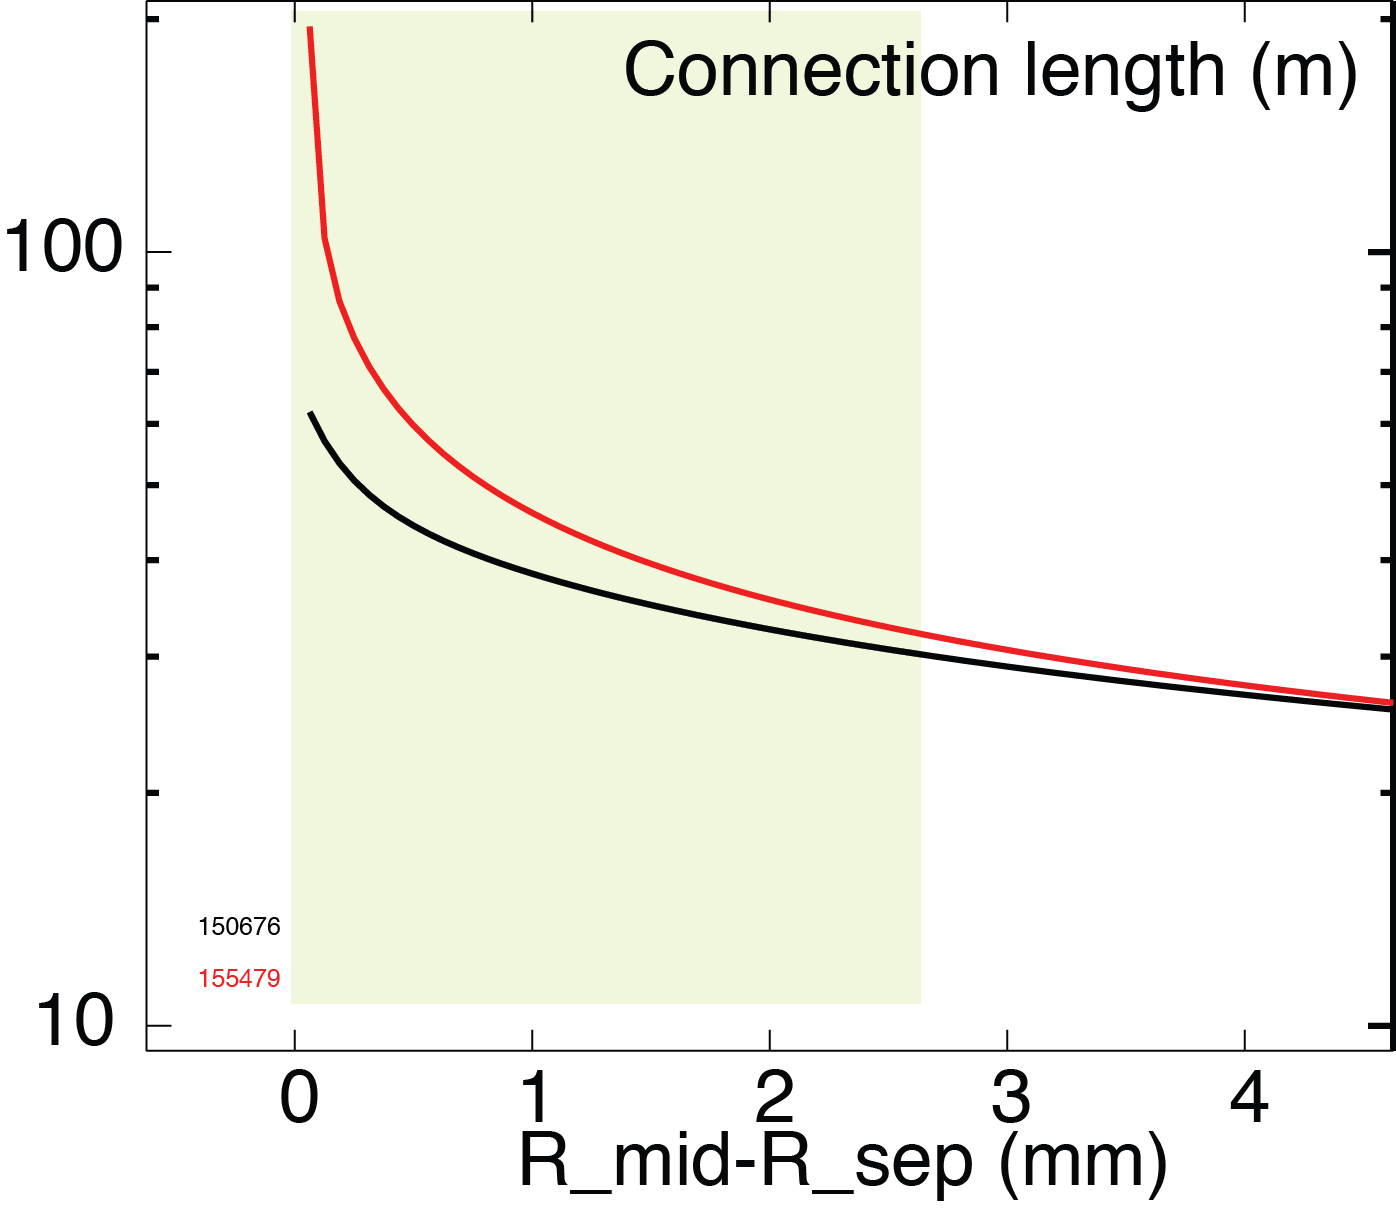 Connection length (m)
100
150676
155479
10
0 1 2 3 4
R_mid-R_sep (mm)